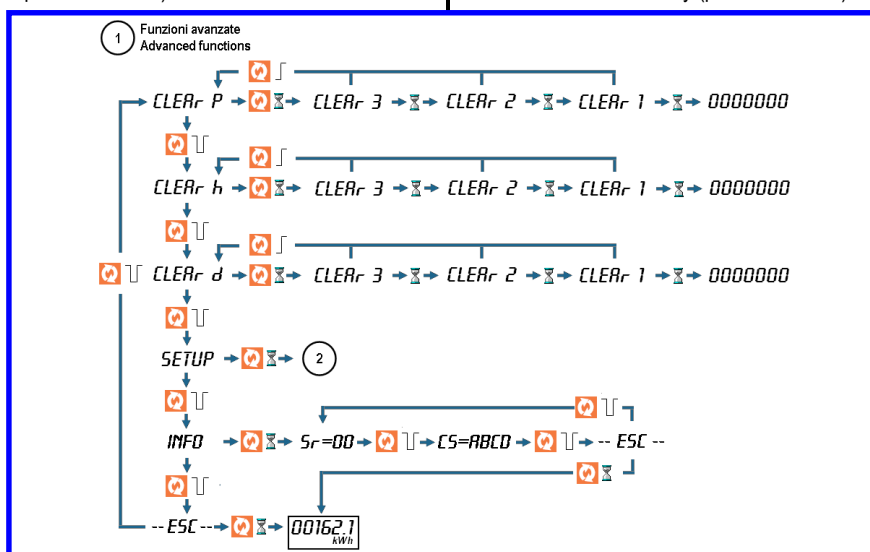 1 Funzioni avanzate
Advanced functions
CLEAr P CLEAr 3 CLEAr 2 CLEAr 1 0000000
CLEAr h CLEAr 3 CLEAr 2 CLEAr 1 0000000
CLEAr d CLEAr 3 CLEAr 2 CLEAr 1 0000000
SETUP 2
INFO Sr=00 CS=ABCD -- ESC --
-- ESC -- 00162.1
kWh